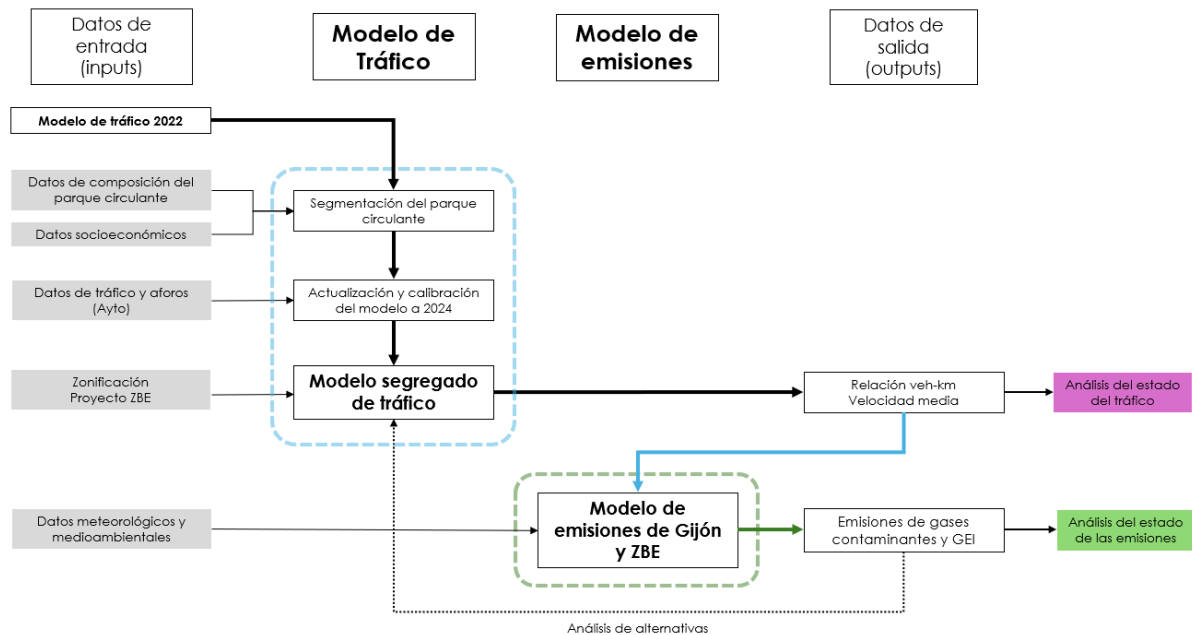 Datos de
entrada
(inputs)
Modelo de
Tráfico
Modelo de
emisiones
Datos de
salida
(outputs)
Modelo de tráfico 2022
Datos de composición del
parque circulante
Datos socioeconómicos
Segmentación del parque
circulante
Datos de tráfico y aforos
(Ayto)
Actualización y calibración
del modelo a 2024
Zonificación
Proyecto ZBE
Modelo segregado
de tráfico
Relación veh-km
Velocidad media
Análisis del estado
del tráfico
Datos meteorológicos y
medioambientales
Modelo de
emisiones de Gijón
y ZBE
Emisiones de gases
contaminantes y GEI
Análisis del estado
de las emisiones
Análisis de alternativas